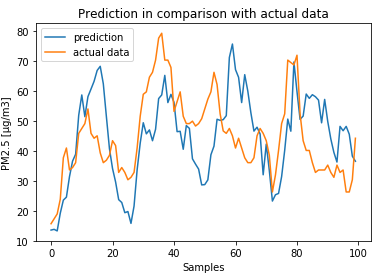 Prediction in comparison with actual data
prediction
actual data
PM2.5 [µg/m3]
80
70
60
50
40
30
20
10
0 20 40 60 80 100
Samples